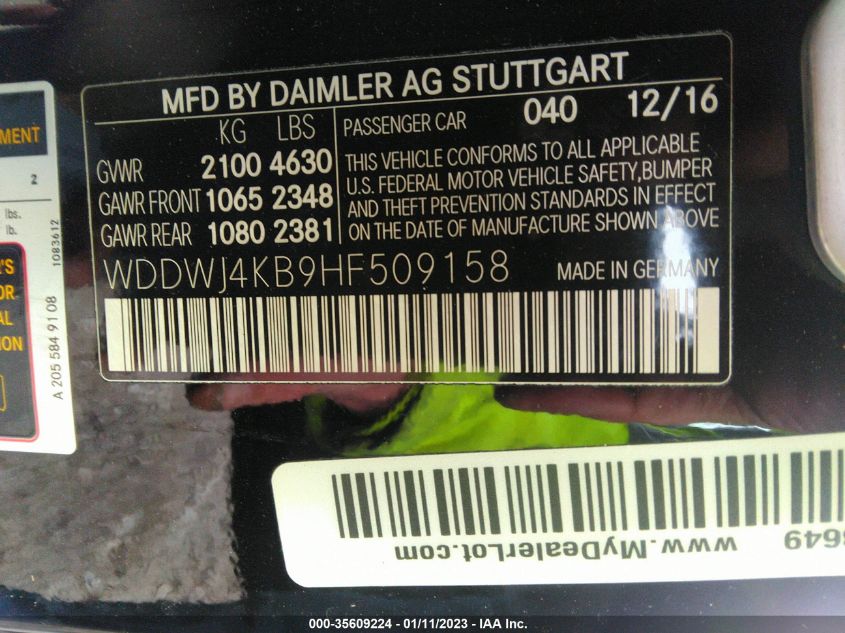 MFD BY DAIMLER AG STUTTGART
KG LBS
GVWR 2100 4630
GAWR FRONT 1065 2348
GAWR REAR 1080 2381
PASSENGER CAR 040 12/16
THIS VEHICLE CONFORMS TO ALL APPLICABLE
U.S. FEDERAL MOTOR VEHICLE SAFETY,BUMPER
AND THEFT PREVENTION STANDARDS IN EFFECT
ON THE DATE OF MANUFACTURE SHOWN ABOVE
WDDWJ4KB9HF509158 MADE IN GERMANY
2
lbs.
lb.
1083612
A 205 584 91 08
www.MyDealerLot.com
000-35609224 - 01/11/2023 - IAA Inc.